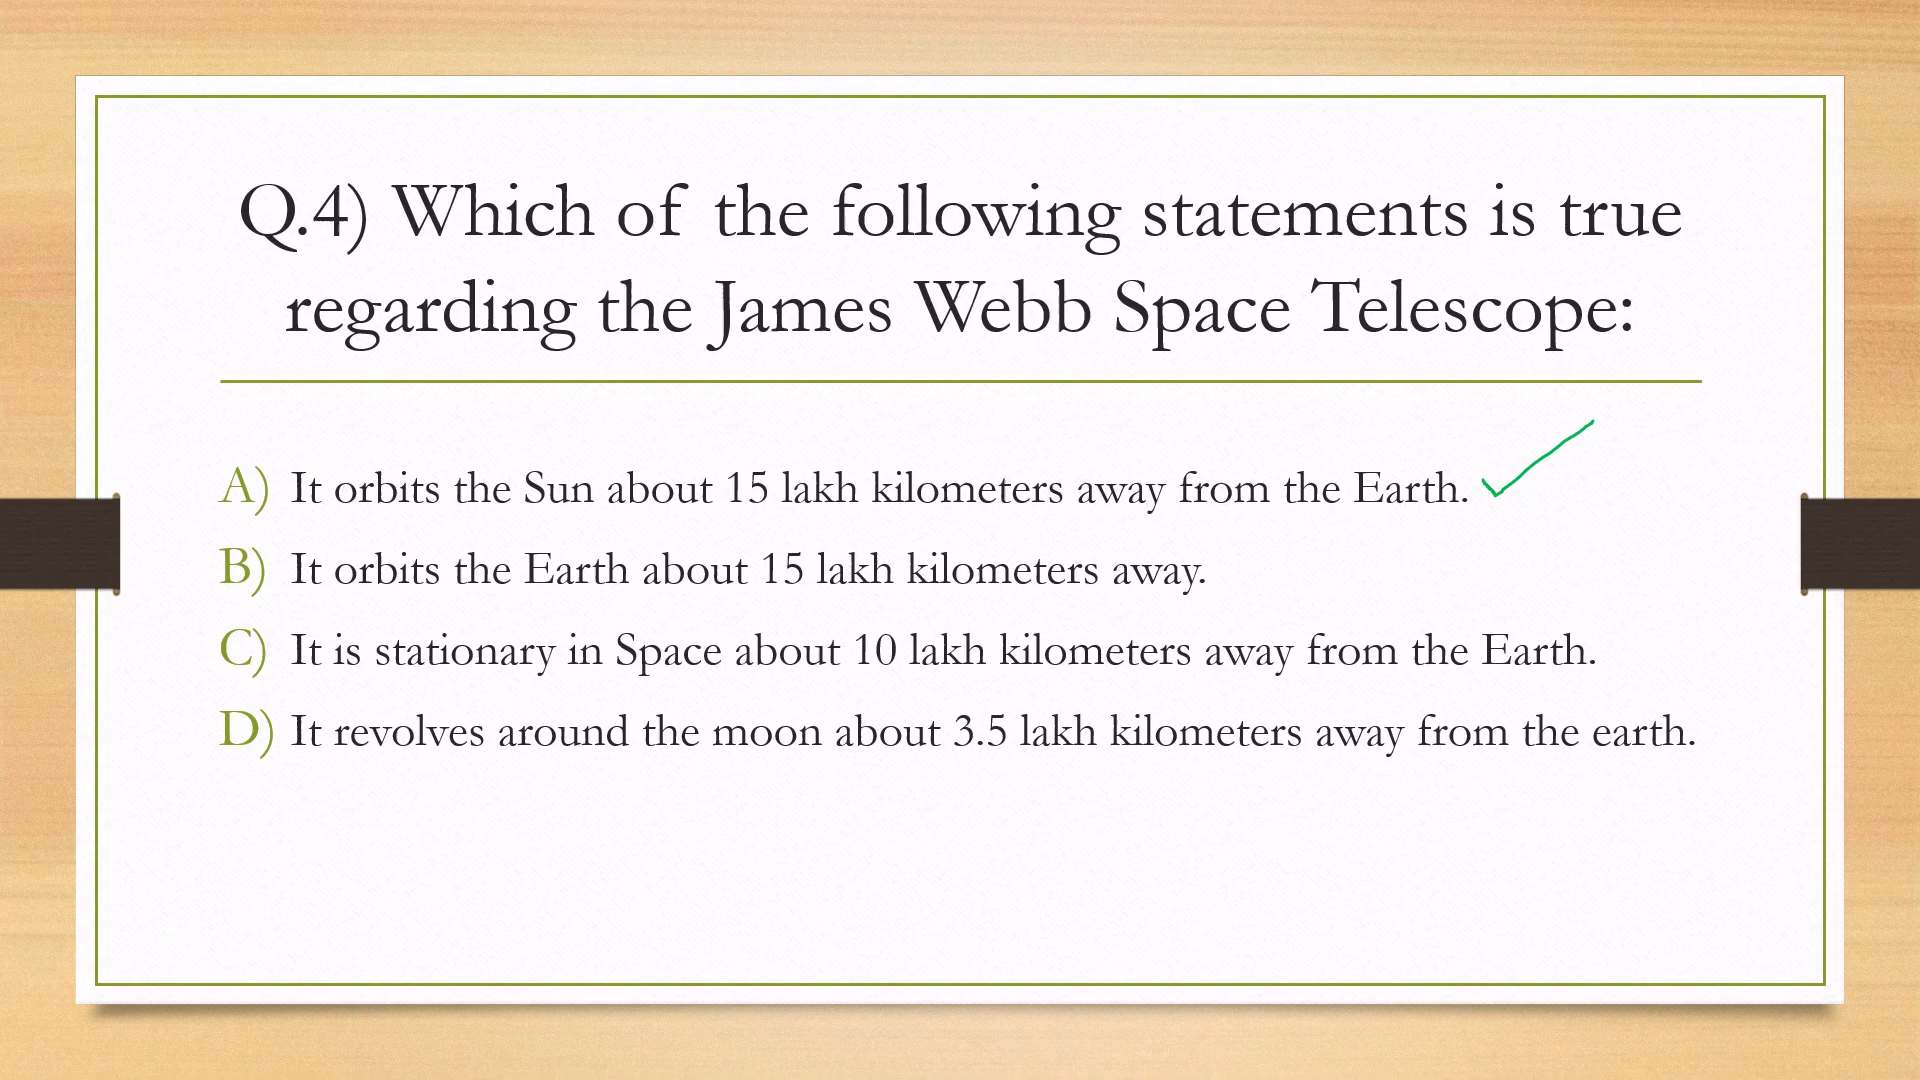 Q.4) Which of the following statements is true
regarding the James Webb Space Telescope:
A) It orbits the Sun about 15 lakh kilometers away from the Earth.
B) It orbits the Earth about 15 lakh kilometers away.
C) It is stationary in Space about 10 lakh kilometers away from the Earth.
D) It revolves around the moon about 3.5 lakh kilometers away from the earth.